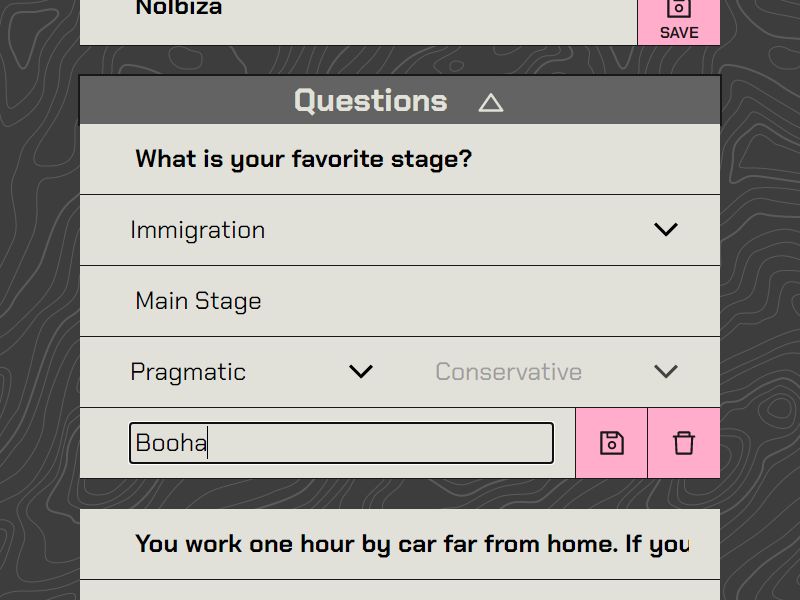 Nolbiza
SAVE
Questions
What is your favorite stage?
Immigration
Main Stage
Pragmatic
Conservative
Booha
You work one hour by car far from home. If you